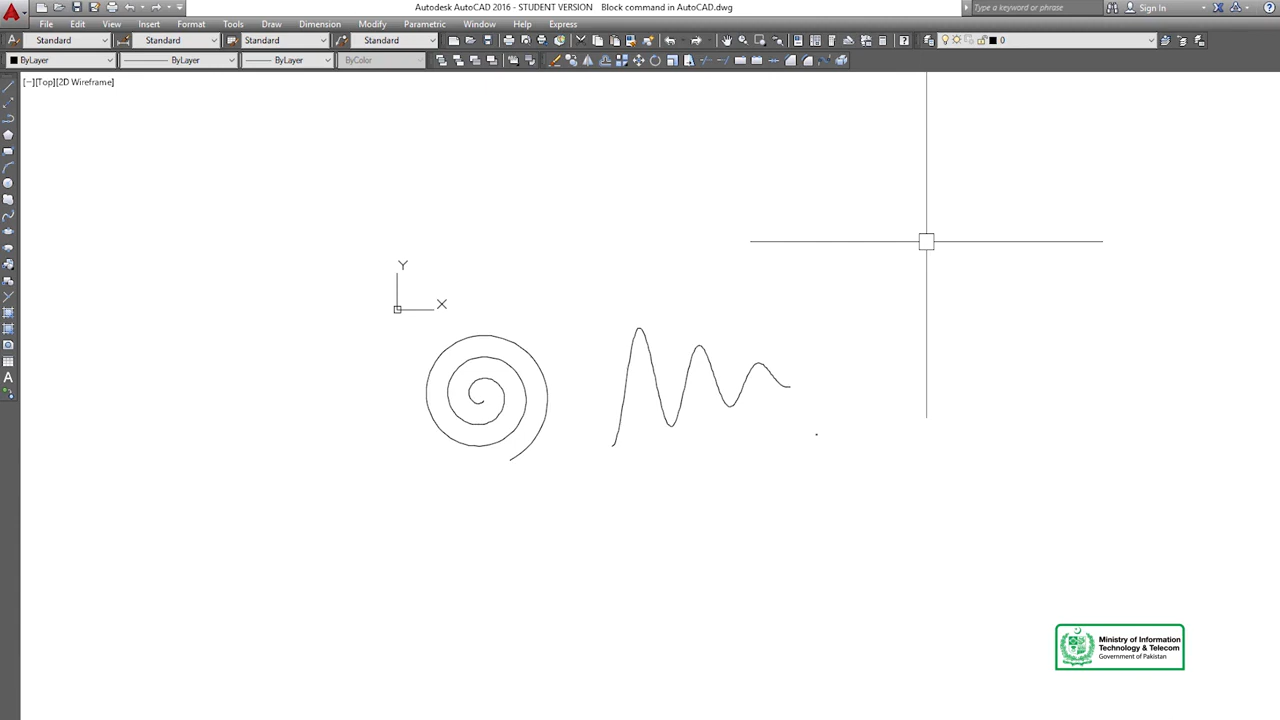 Autodesk AutoCAD 2016 - STUDENT VERSION Block command in AutoCAD.dwg
Type a keyword or phrase
Sign In
File Edit View Insert Format Tools Draw Dimension Modify Parametric Window Help Express
Standard Standard Standard Standard 0
ByLayer ByLayer ByLayer ByColor
[−][Top][2D Wireframe]
A
Y
X
Ministry of Information
Technology & Telecom
Government of Pakistan